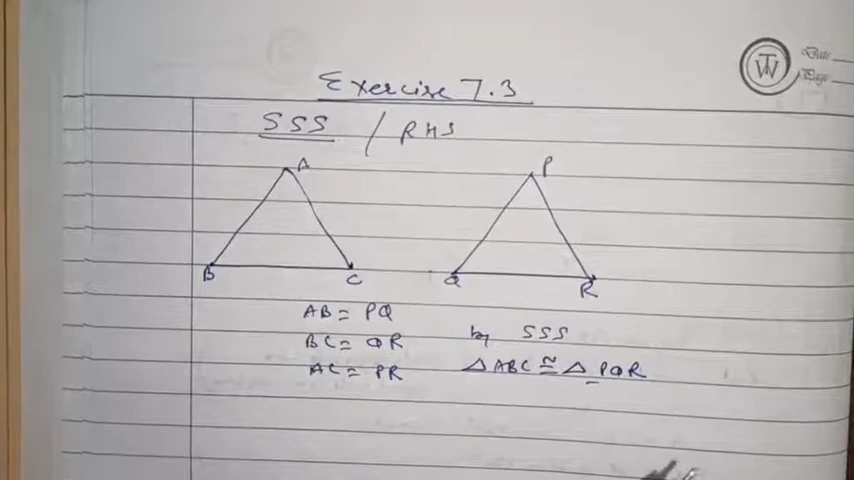 Date
Page
Exercise 7.3
SSS / RHS
A P
B C Q R
AB = PQ
BC = QR by SSS
AC = PR △ABC ≅ △PQR